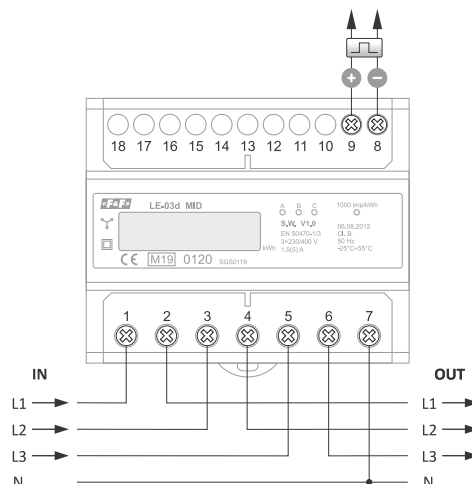 + −
18 17 16 15 14 13 12 11 10 9 8
F&F
LE-03d MID
A B C
1000 imp/kWh
S.W. V1.0
EN 50470-1/3
3×230/400 V
1,5(6) A
06.08.2012
Cl. B
50 Hz
-25°C÷55°C
kWh
CE M19 0120 SGS0119
1 2 3 4 5 6 7
IN OUT
L1 L1
L2 L2
L3 L3
N N